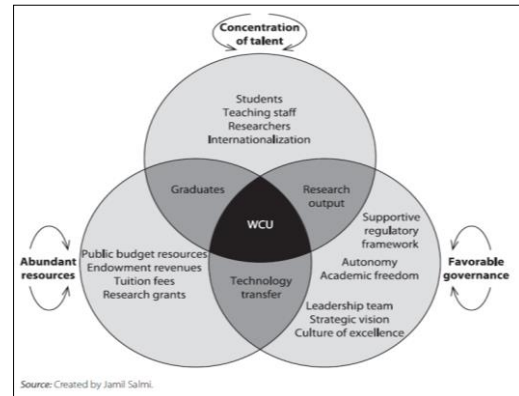 Concentration
of talent
Students
Teaching staff
Researchers
Internationalization
Graduates
Research
output
WCU
Supportive
regulatory
framework
Abundant
resources
Public budget resources
Endowment revenues
Tuition fees
Research grants
Technology
transfer
Autonomy
Academic freedom
Favorable
governance
Leadership team
Strategic vision
Culture of excellence
Source: Created by Jamil Salmi.